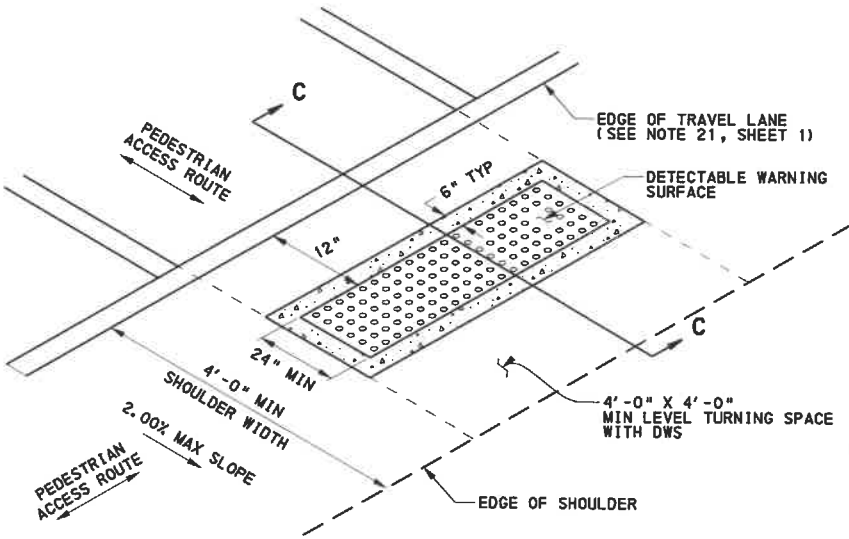 C
EDGE OF TRAVEL LANE
(SEE NOTE 21, SHEET 1)
PEDESTRIAN
ACCESS ROUTE
6" TYP
DETECTABLE WARNING
SURFACE
12"
C
24" MIN
4'-0" MIN
SHOULDER WIDTH
4'-0" X 4'-0"
MIN LEVEL TURNING SPACE
WITH DWS
2.00% MAX SLOPE
PEDESTRIAN
ACCESS ROUTE
EDGE OF SHOULDER